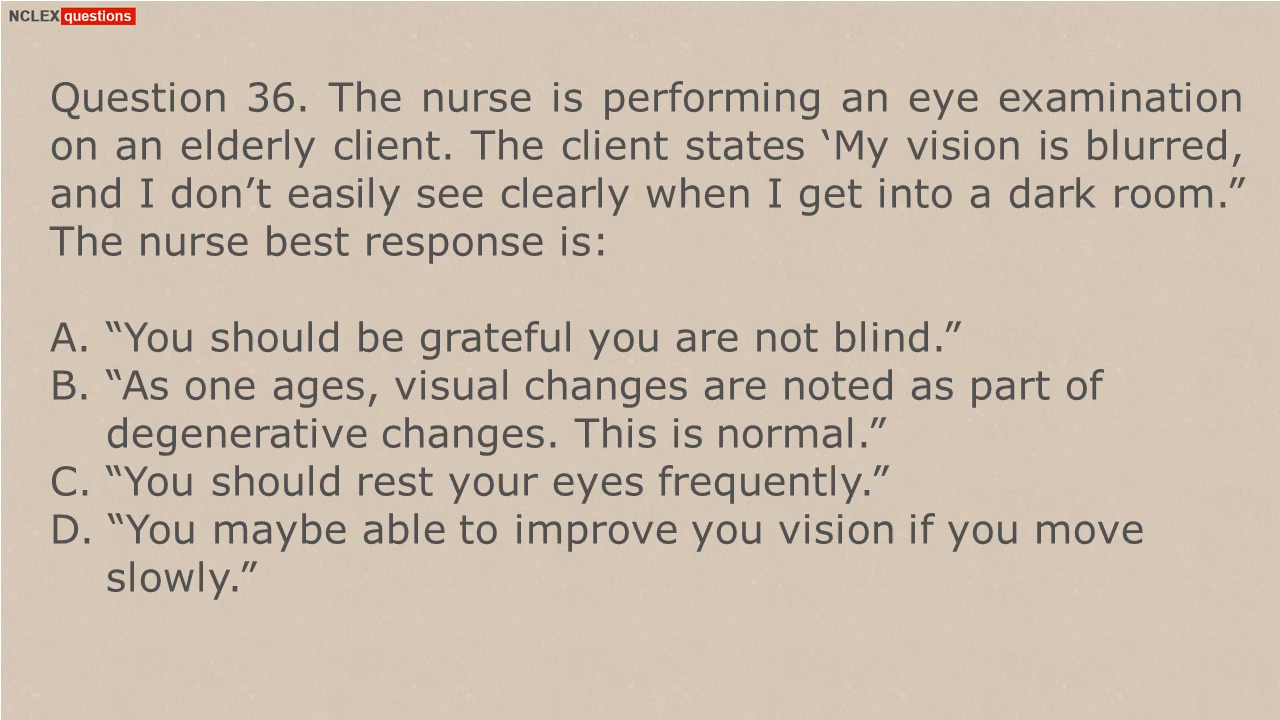 NCLEX questions
Question 36. The nurse is performing an eye examination
on an elderly client. The client states ‘My vision is blurred,
and I don’t easily see clearly when I get into a dark room.”
The nurse best response is:
A. “You should be grateful you are not blind.”
B. “As one ages, visual changes are noted as part of
degenerative changes. This is normal.”
C. “You should rest your eyes frequently.”
D. “You maybe able to improve you vision if you move
slowly.”